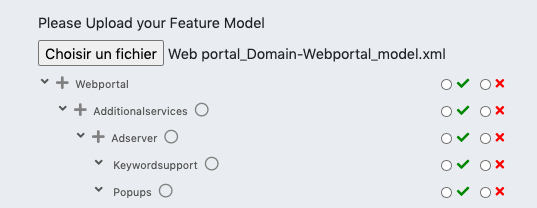 Please Upload your Feature Model
Choisir un fichier Web portal_Domain-Webportal_model.xml
Webportal
Additionalservices
Adserver
Keywordsupport
Popups